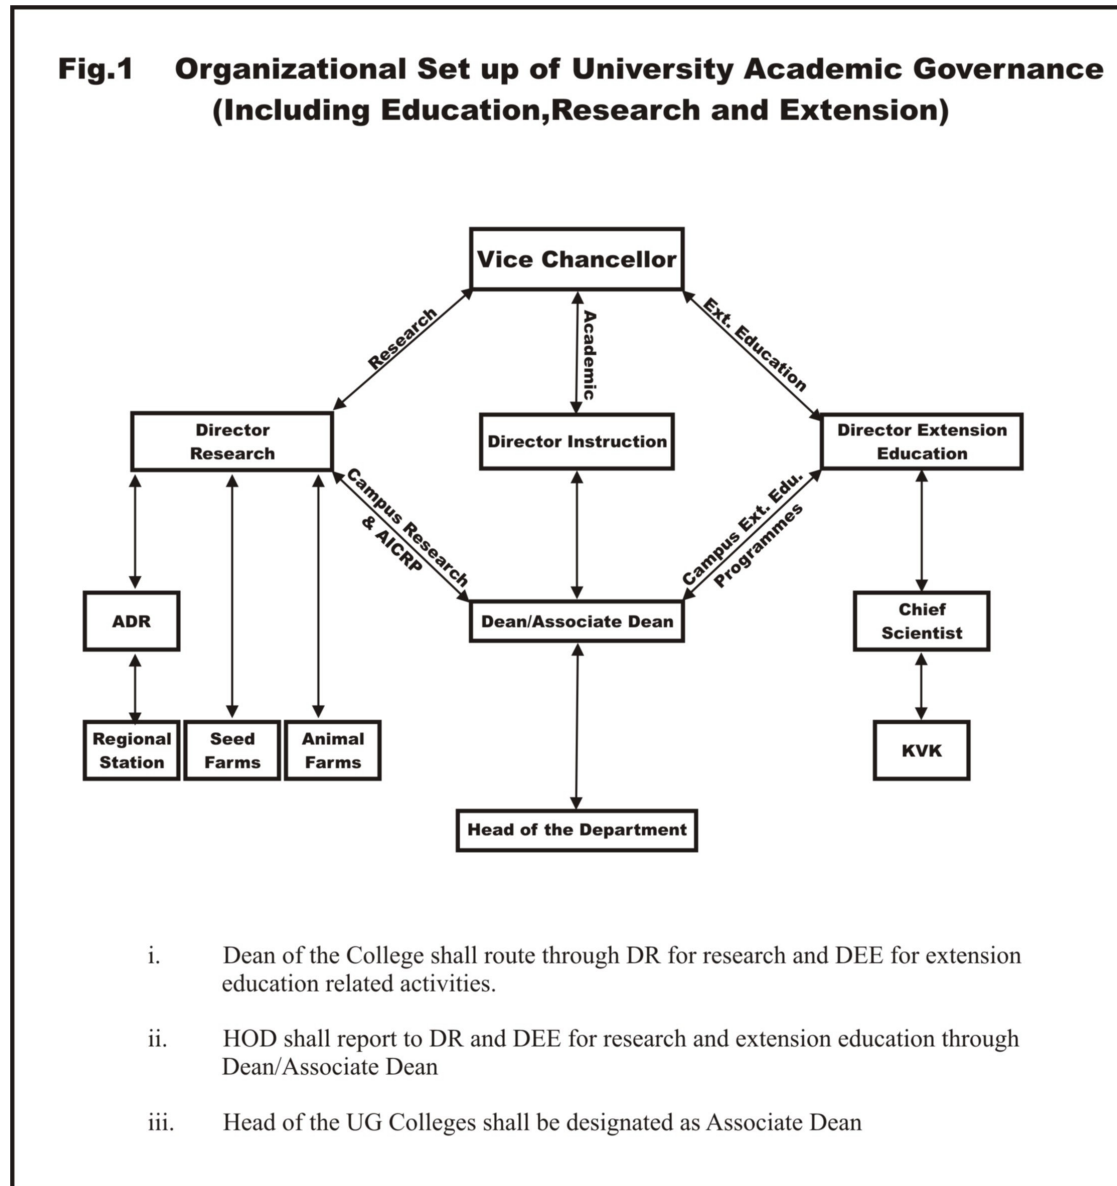 Fig.1 Organizational Set up of University Academic Governance
(Including Education,Research and Extension)
Vice Chancellor
Research
Academic
Ext. Education
Director
Research
Director Instruction
Director Extension
Education
Campus Research
& AICRP
Campus Ext. Edu.
Programmes
ADR
Dean/Associate Dean
Chief
Scientist
Regional
Station
Seed
Farms
Animal
Farms
KVK
Head of the Department
i. Dean of the College shall route through DR for research and DEE for extension
education related activities.
ii. HOD shall report to DR and DEE for research and extension education through
Dean/Associate Dean
iii. Head of the UG Colleges shall be designated as Associate Dean